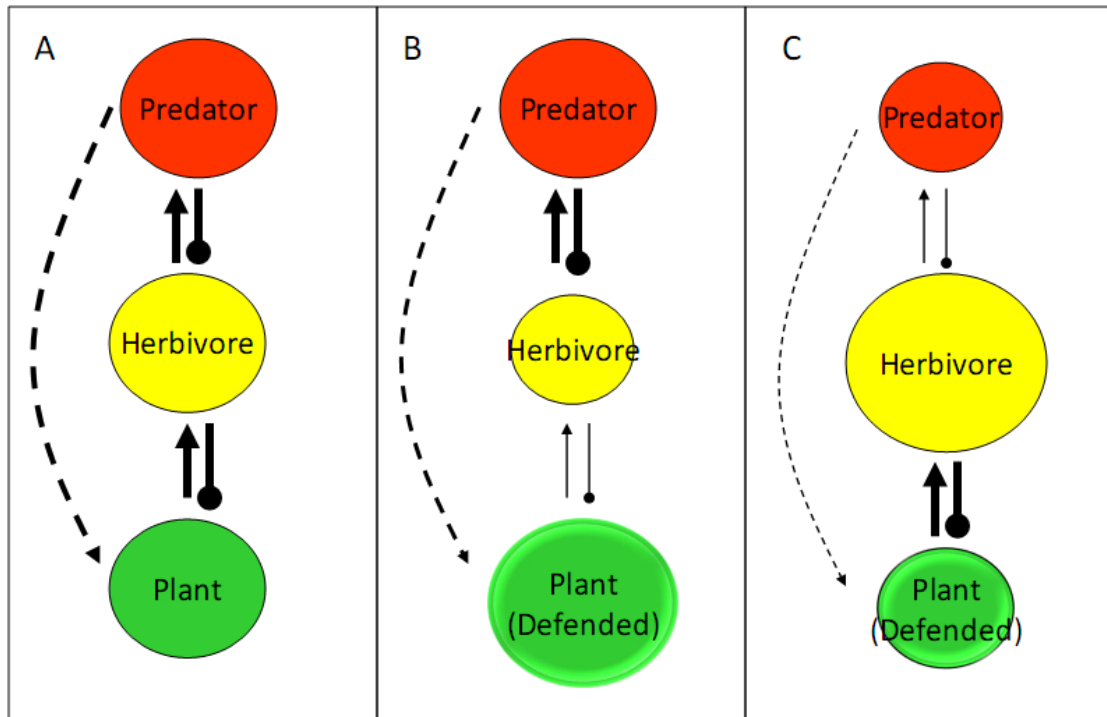 A
Predator
Herbivore
Plant
B
Predator
Herbivore
Plant
(Defended)
C
Predator
Herbivore
Plant
(Defended)